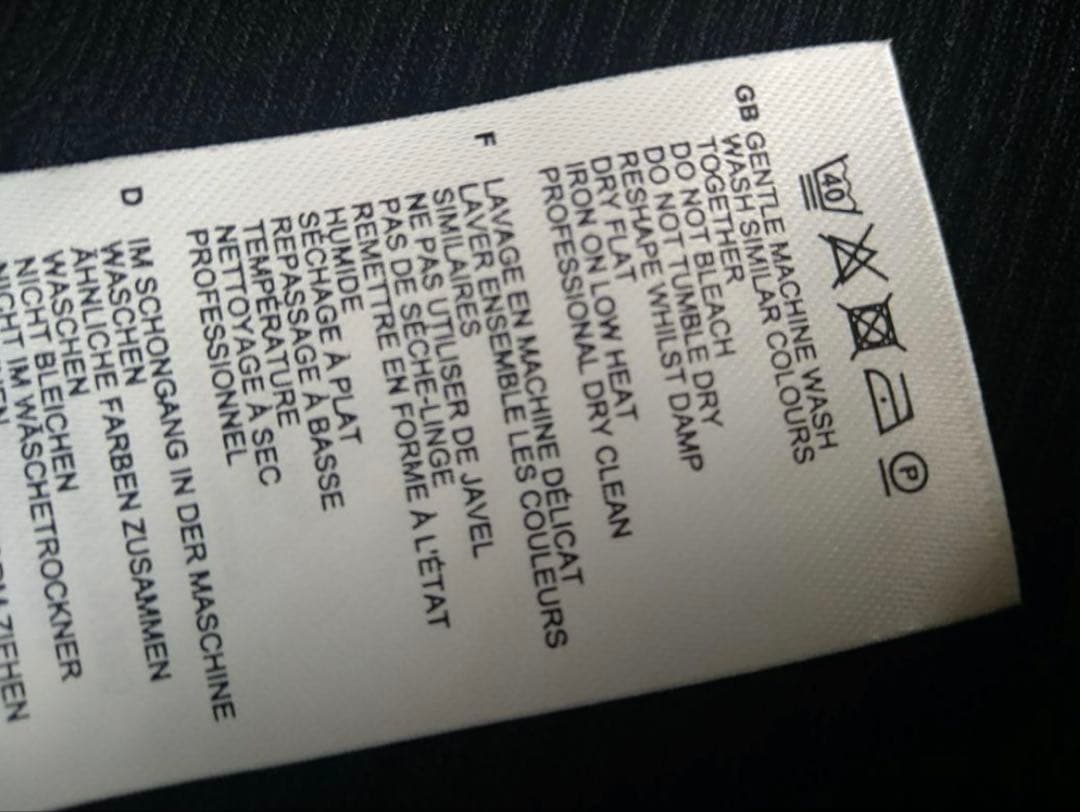 40
P
GB GENTLE MACHINE WASH
WASH SIMILAR COLOURS
TOGETHER
DO NOT BLEACH
DO NOT TUMBLE DRY
RESHAPE WHILST DAMP
DRY FLAT
IRON ON LOW HEAT
PROFESSIONAL DRY CLEAN
F LAVAGE EN MACHINE DÉLICAT
LAVER ENSEMBLE LES COULEURS
SIMILAIRES
NE PAS UTILISER DE JAVEL
PAS DE SÈCHE-LINGE
REMETTRE EN FORME À L'ÉTAT
HUMIDE
SÉCHAGE À PLAT
REPASSAGE À BASSE
TEMPÉRATURE
NETTOYAGE À SEC
PROFESSIONNEL
D IM SCHONGANG IN DER MASCHINE
WASCHEN
ÄHNLICHE FARBEN ZUSAMMEN
WASCHEN
NICHT BLEICHEN
NICHT IM WÄSCHETROCKNER
ZIEHEN